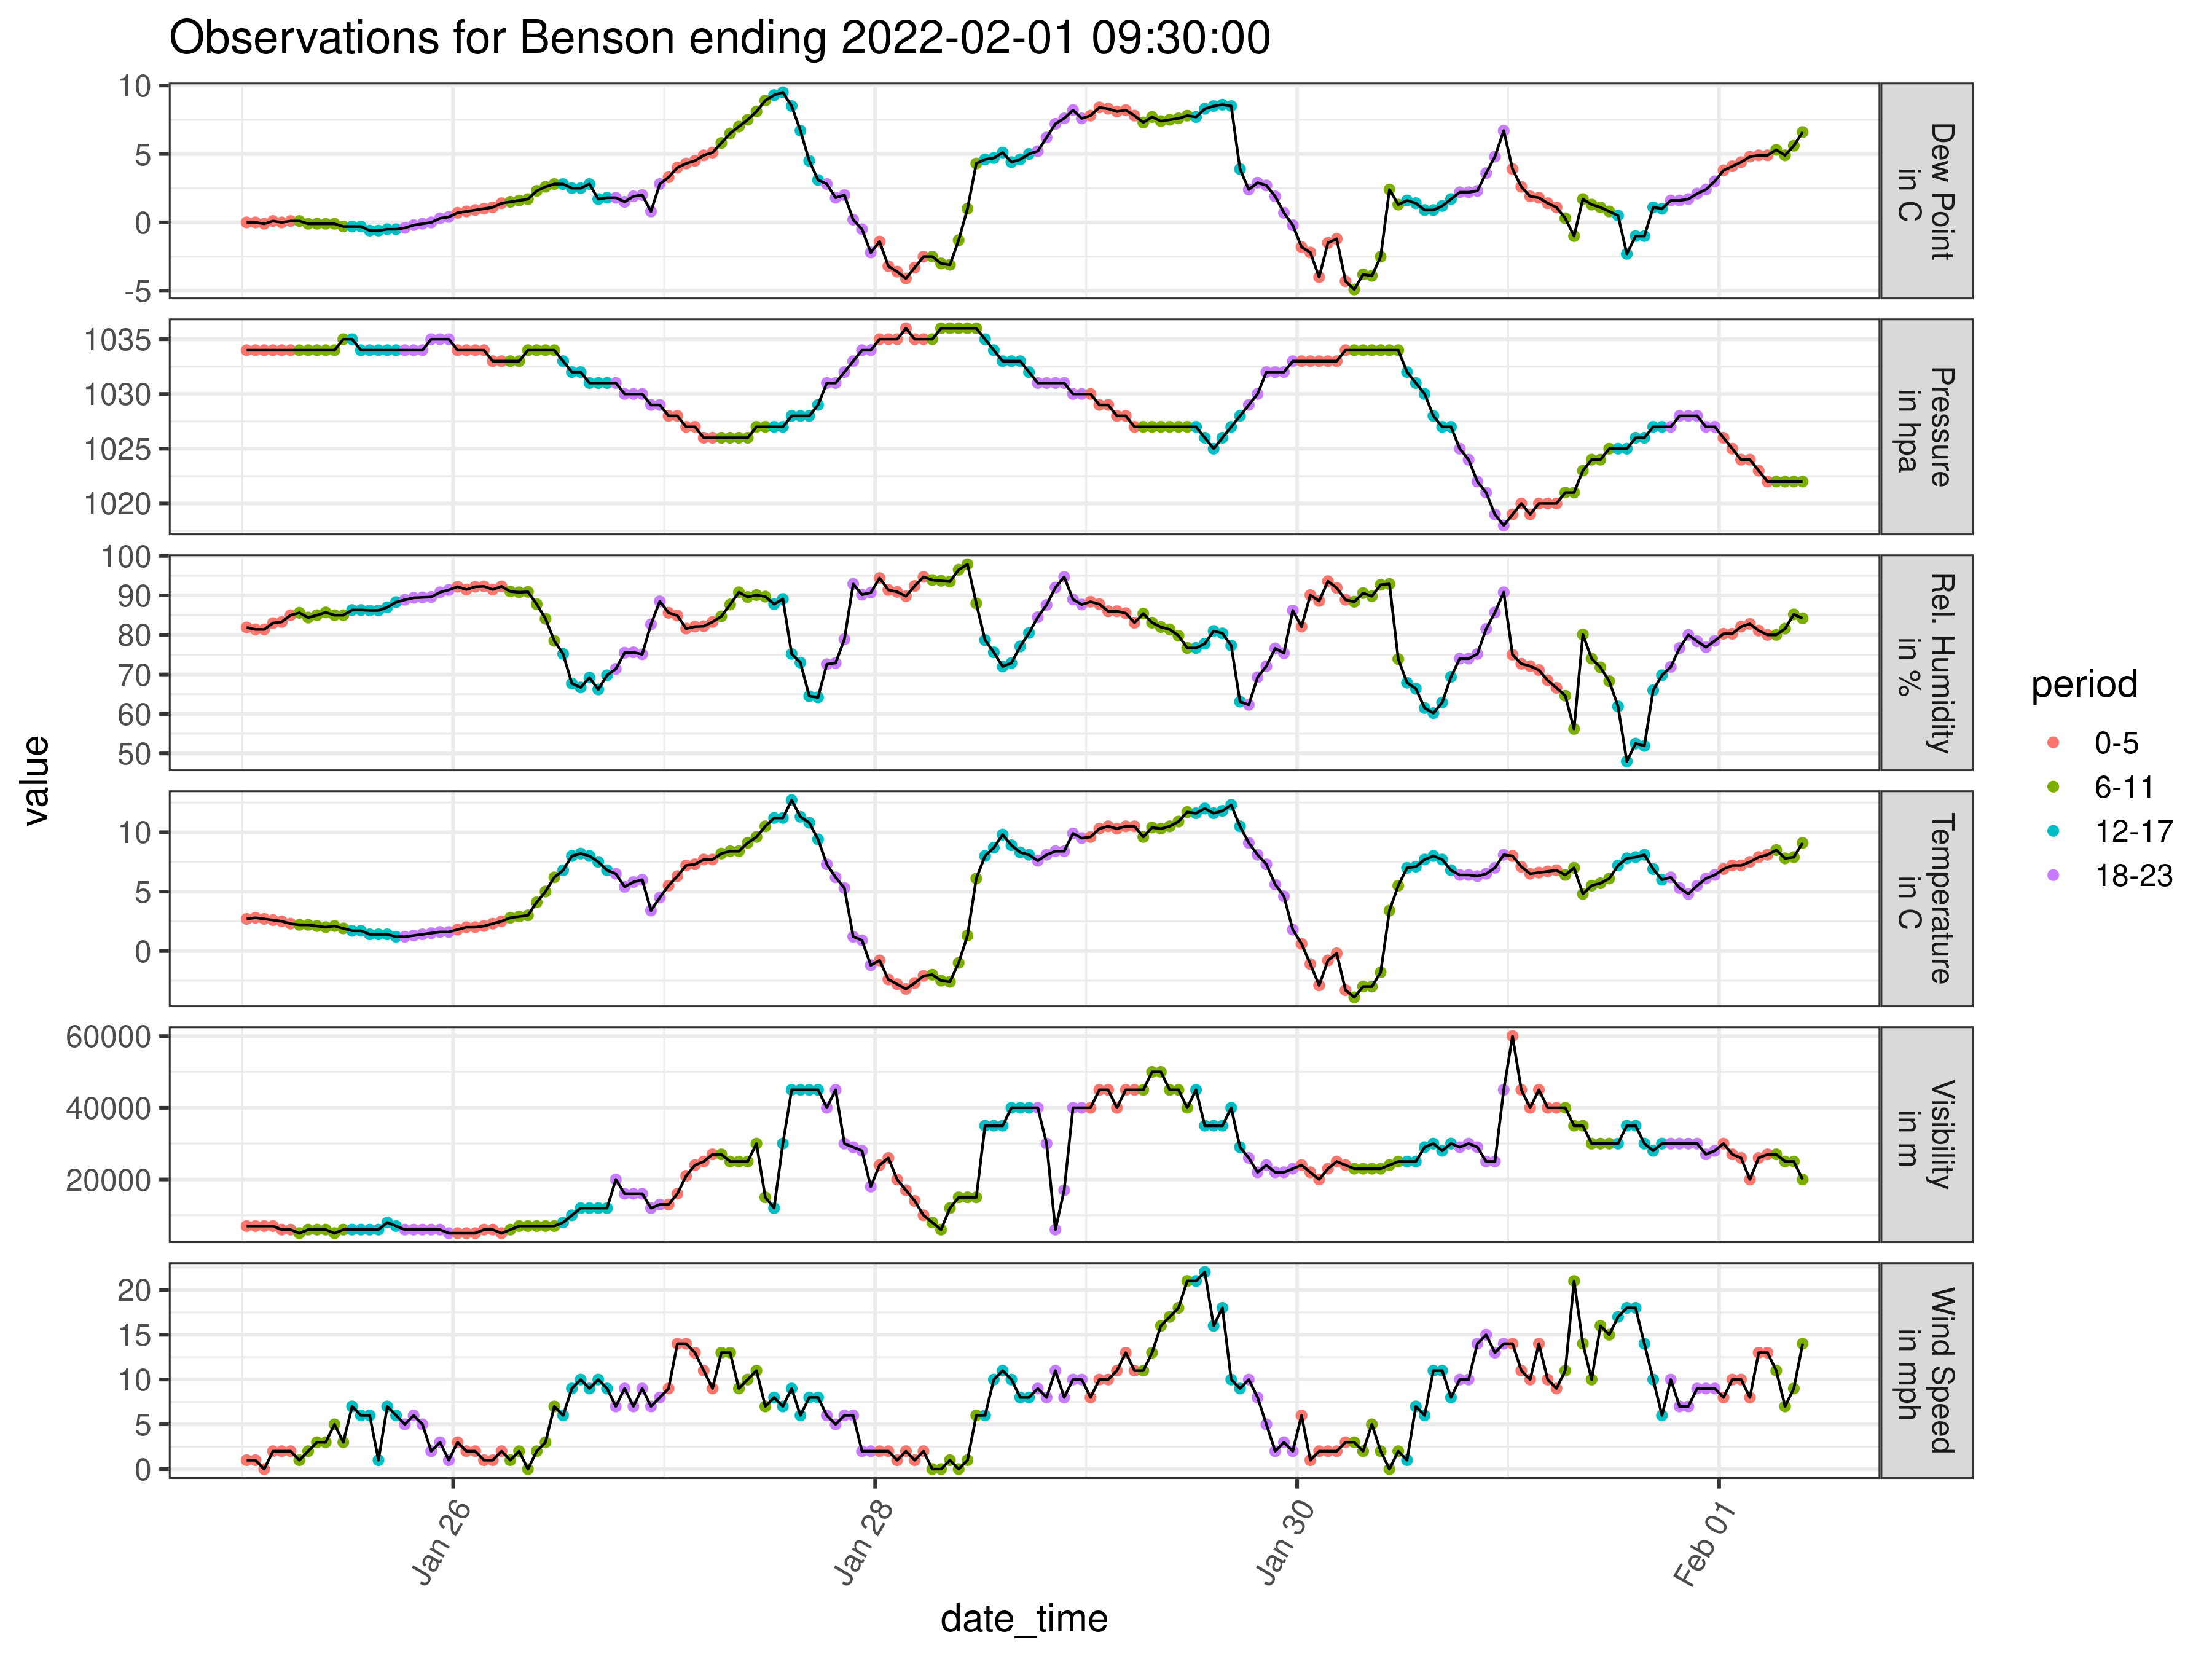 Observations for Benson ending 2022-02-01 09:30:00
value
10
5
0
-5
Dew Point
in C
1035
1030
1025
1020
Pressure
in hpa
100
90
80
70
60
50
Rel. Humidity
in %
10
5
0
Temperature
in C
60000
40000
20000
Visibility
in m
20
15
10
5
0
Wind Speed
in mph
Jan 26
Jan 28
Jan 30
Feb 01
date_time
period
0-5
6-11
12-17
18-23